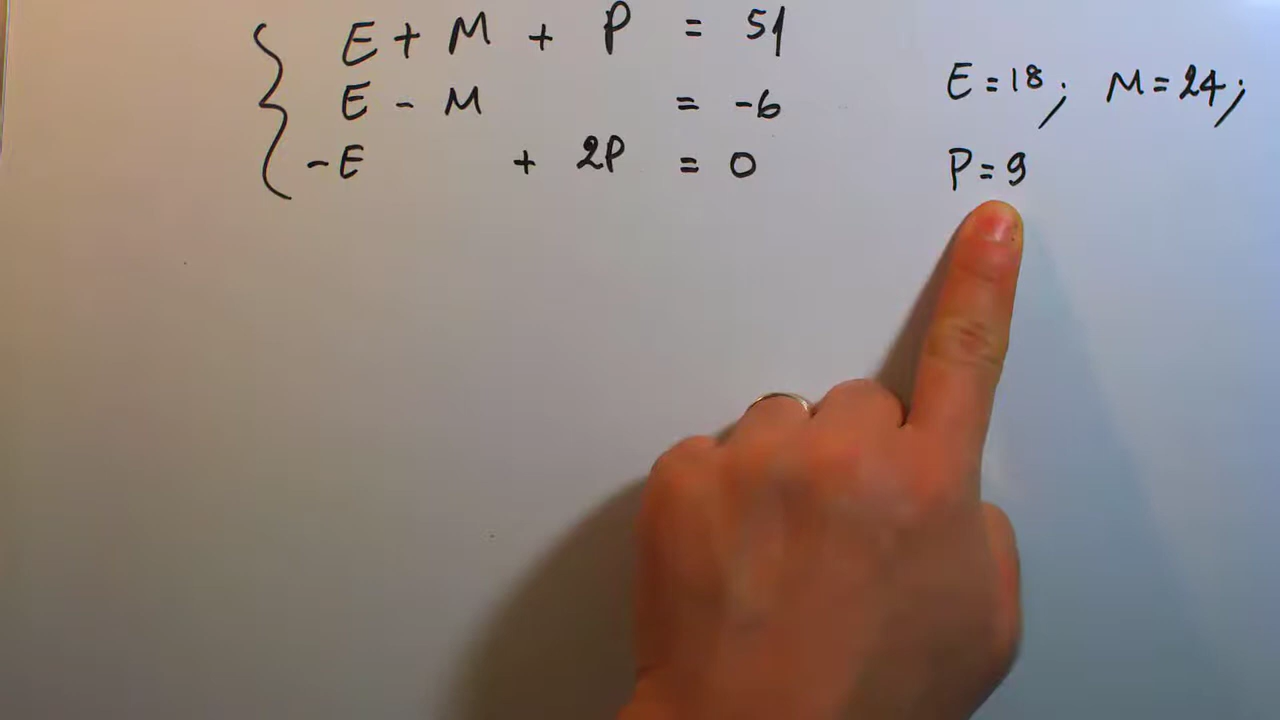 E + M + P = 51
E - M = -6
-E + 2P = 0
E = 18; M = 24;
P = 9